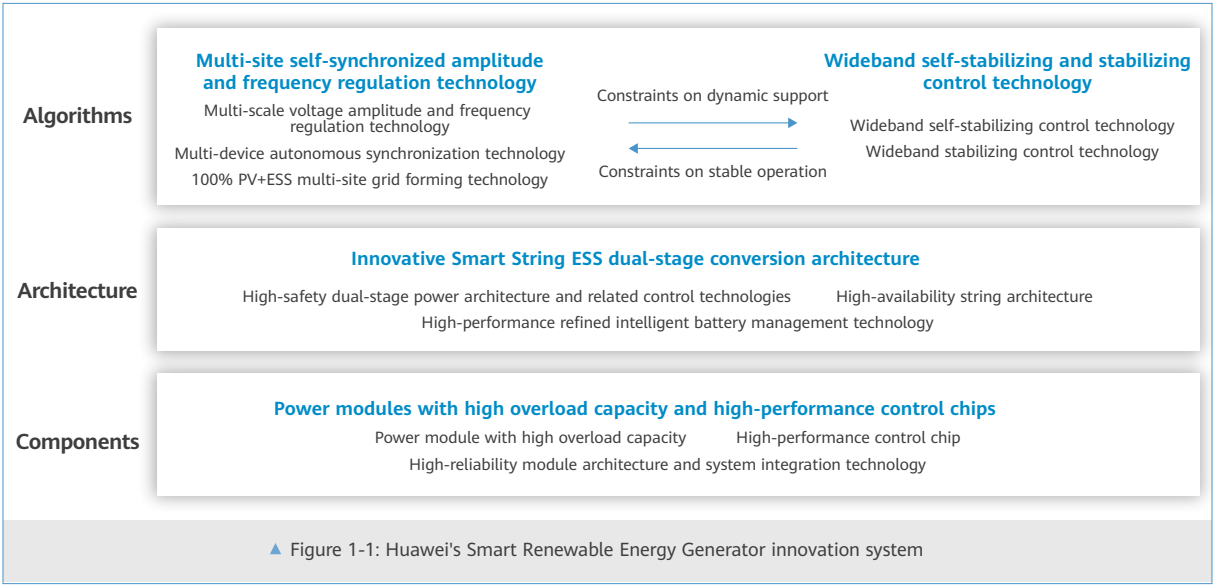 Algorithms
Multi-site self-synchronized amplitude
and frequency regulation technology
Multi-scale voltage amplitude and frequency
regulation technology
Multi-device autonomous synchronization technology
100% PV+ESS multi-site grid forming technology
Constraints on dynamic support
Constraints on stable operation
Wideband self-stabilizing and stabilizing
control technology
Wideband self-stabilizing control technology
Wideband stabilizing control technology
Architecture
Innovative Smart String ESS dual-stage conversion architecture
High-safety dual-stage power architecture and related control technologies
High-availability string architecture
High-performance refined intelligent battery management technology
Components
Power modules with high overload capacity and high-performance control chips
Power module with high overload capacity
High-performance control chip
High-reliability module architecture and system integration technology
Figure 1-1: Huawei's Smart Renewable Energy Generator innovation system